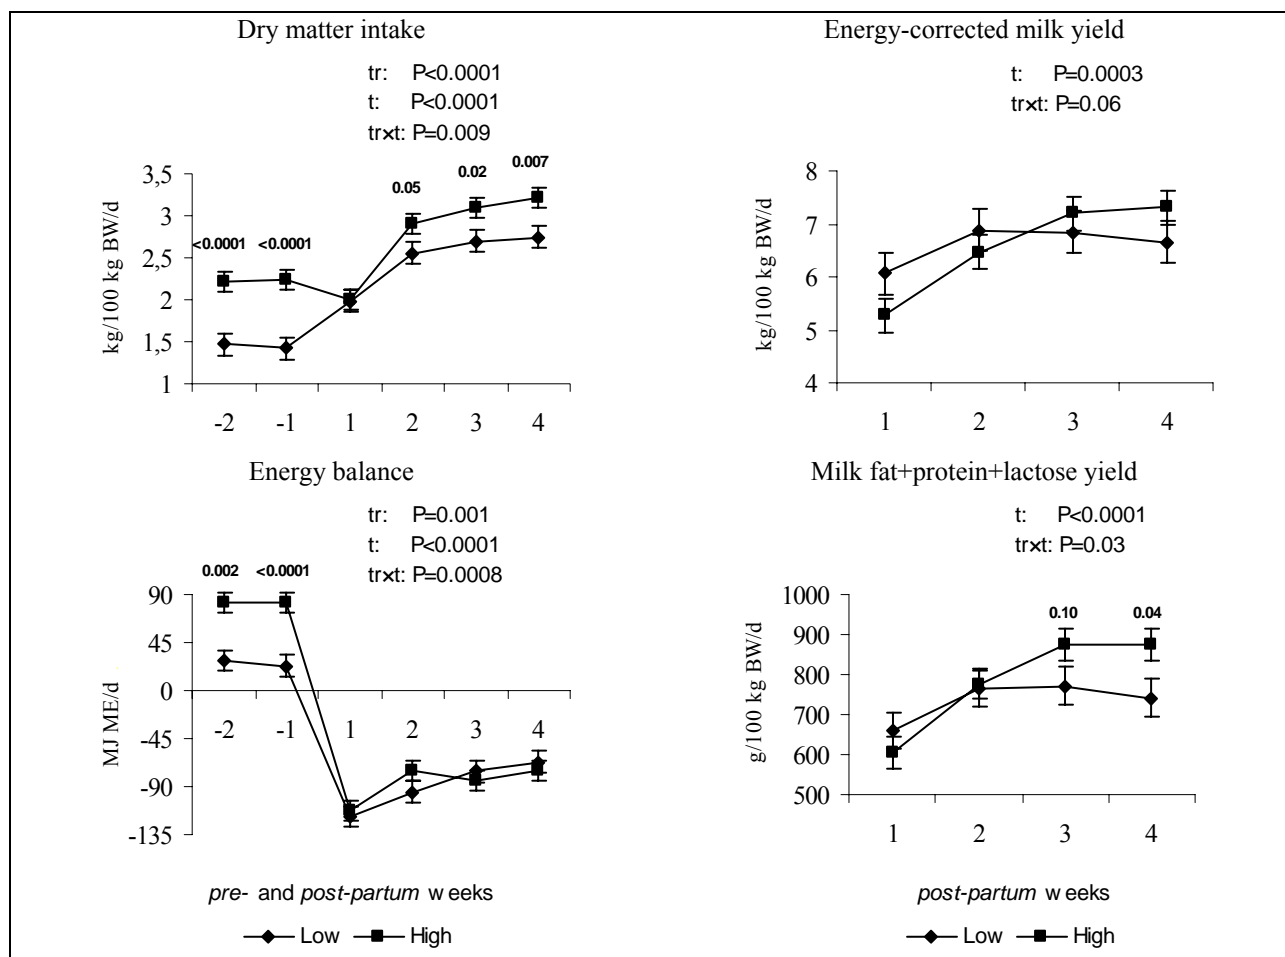 Dry matter intake
tr: P<0.0001
t: P<0.0001
tr×t: P=0.009
kg/100 kg BW/d
3,5
3
2,5
2
1,5
1
<0.0001 <0.0001 0.05 0.02 0.007
-2 -1 1 2 3 4
Energy-corrected milk yield
t: P=0.0003
tr×t: P=0.06
kg/100 kg BW/d
8
7
6
5
4
1 2 3 4
Energy balance
tr: P=0.001
t: P<0.0001
tr×t: P=0.0008
0.002 <0.0001
MJ ME/d
90
45
0
-45
-90
-135
-2 -1 1 2 3 4
pre- and post-partum weeks
Low High
Milk fat+protein+lactose yield
t: P<0.0001
tr×t: P=0.03
g/100 kg BW/d
1000
900
800
700
600
500
0.10 0.04
1 2 3 4
post-partum weeks
Low High